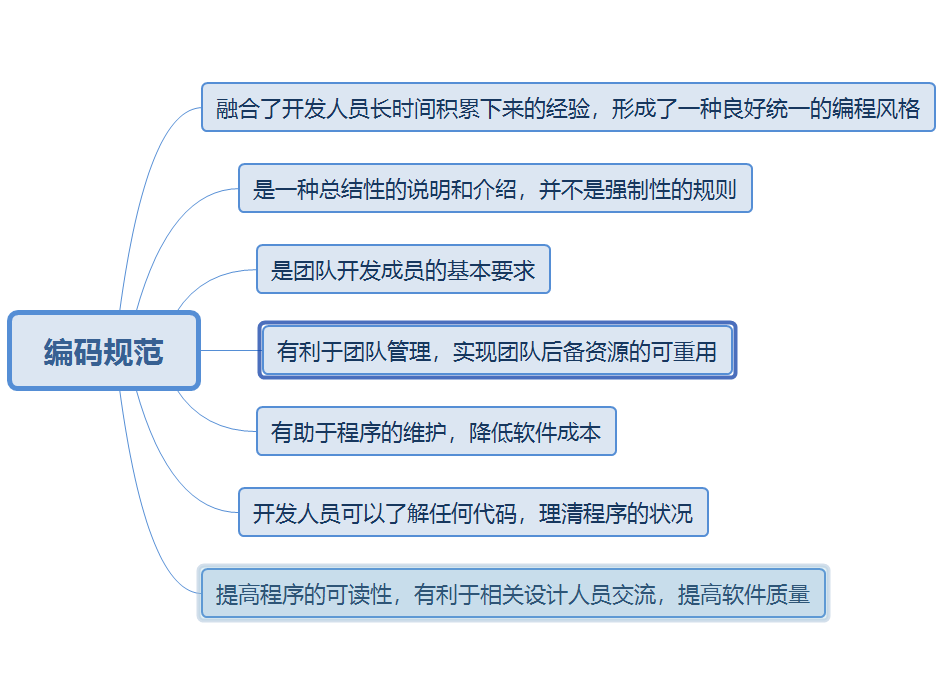 融合了开发人员长时间积累下来的经验，形成了一种良好统一的编程风格
是一种总结性的说明和介绍，并不是强制性的规则
是团队开发成员的基本要求
编码规范
有利于团队管理，实现团队后备资源的可重用
有助于程序的维护，降低软件成本
开发人员可以了解任何代码，理清程序的状况
提高程序的可读性，有利于相关设计人员交流，提高软件质量